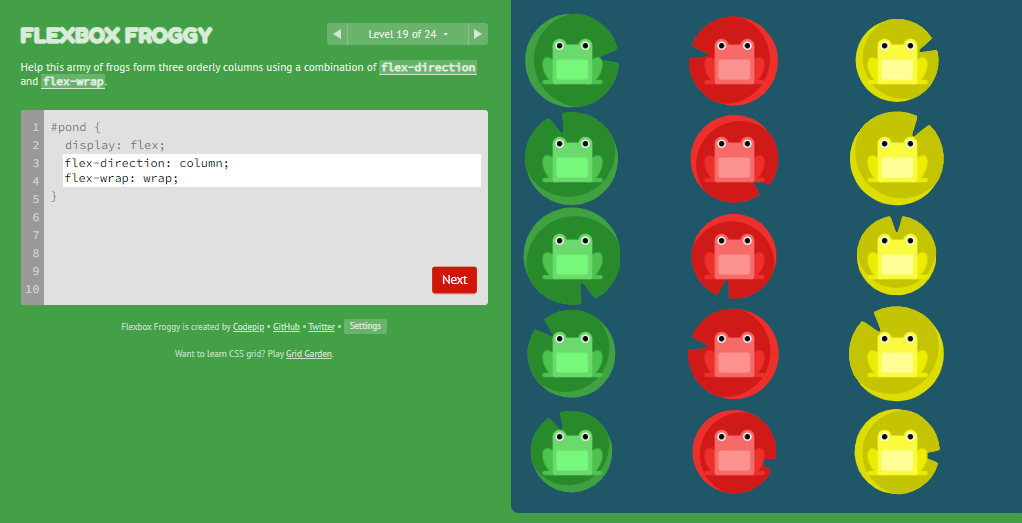 FLEXBOX FROGGY
◀ Level 19 of 24 ▾ ▶
Help this army of frogs form three orderly columns using a combination of flex-direction
and flex-wrap.
1 #pond {
2 display: flex;
3 flex-direction: column;
4 flex-wrap: wrap;
5 }
6
7
8
9
10
Next
Flexbox Froggy is created by Codepip • GitHub • Twitter • Settings
Want to learn CSS grid? Play Grid Garden.